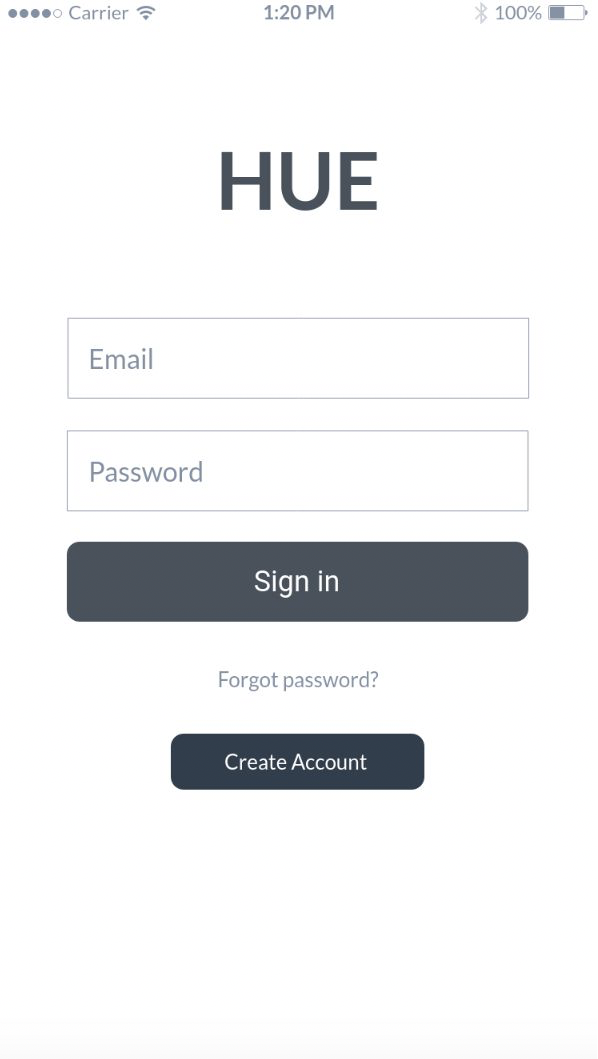 Carrier 1:20 PM 100%
HUE
Email
Password
Sign in
Forgot password?
Create Account